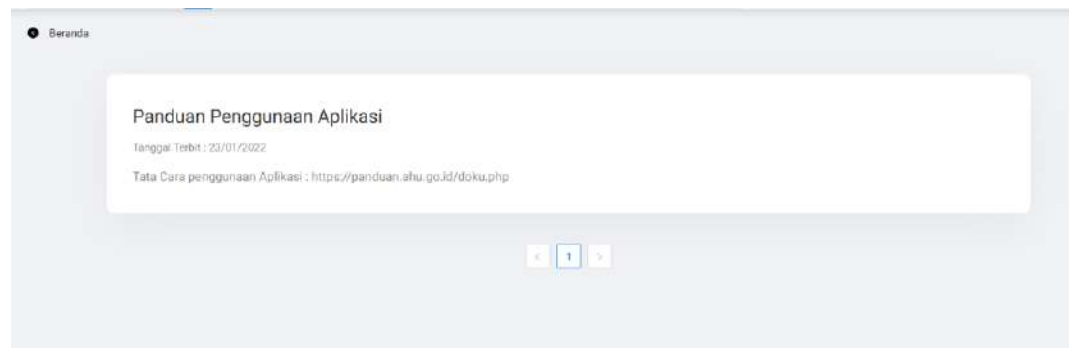 Beranda
Panduan Penggunaan Aplikasi
Tanggal Terbit : 23/01/2022
Tata Cara penggunaan Aplikasi : https://panduan.ahu.go.id/doku.php
< 1 >